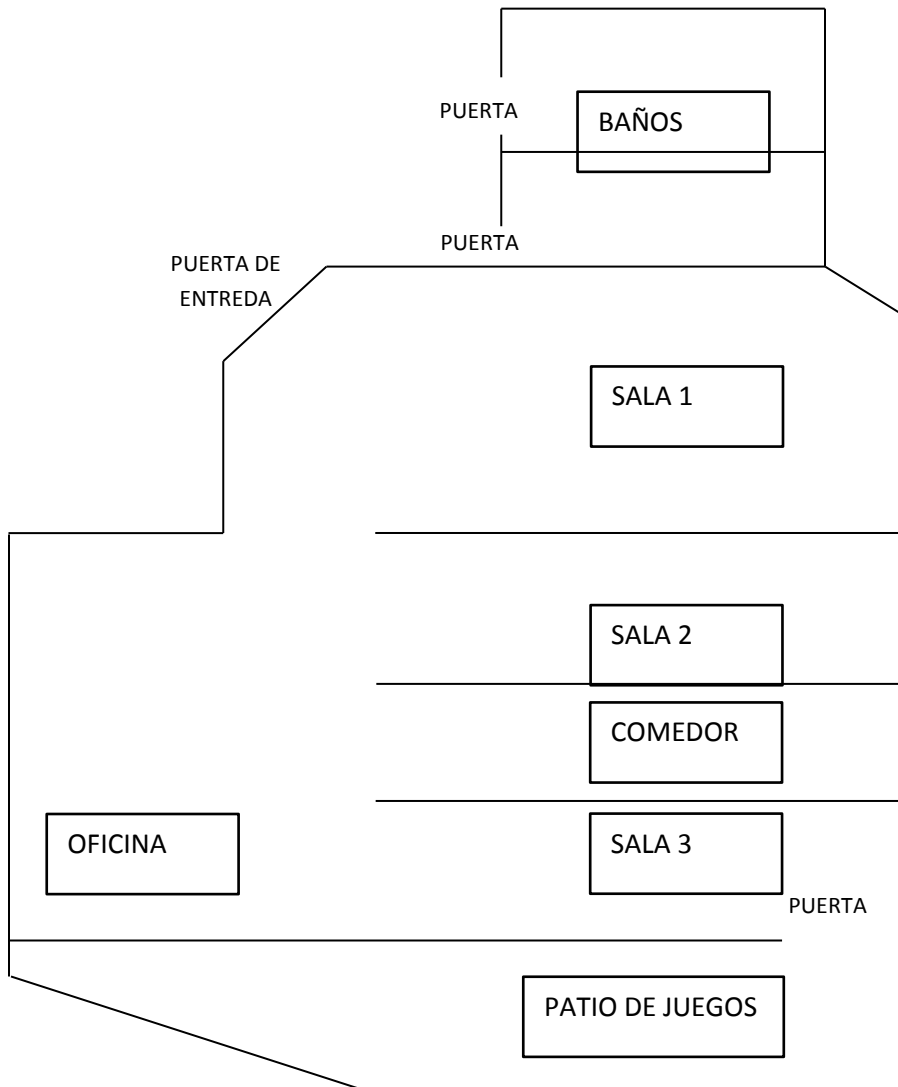 PUERTA
BAÑOS
PUERTA
PUERTA DE
ENTREDA
SALA 1
SALA 2
COMEDOR
OFICINA
SALA 3
PUERTA
PATIO DE JUEGOS